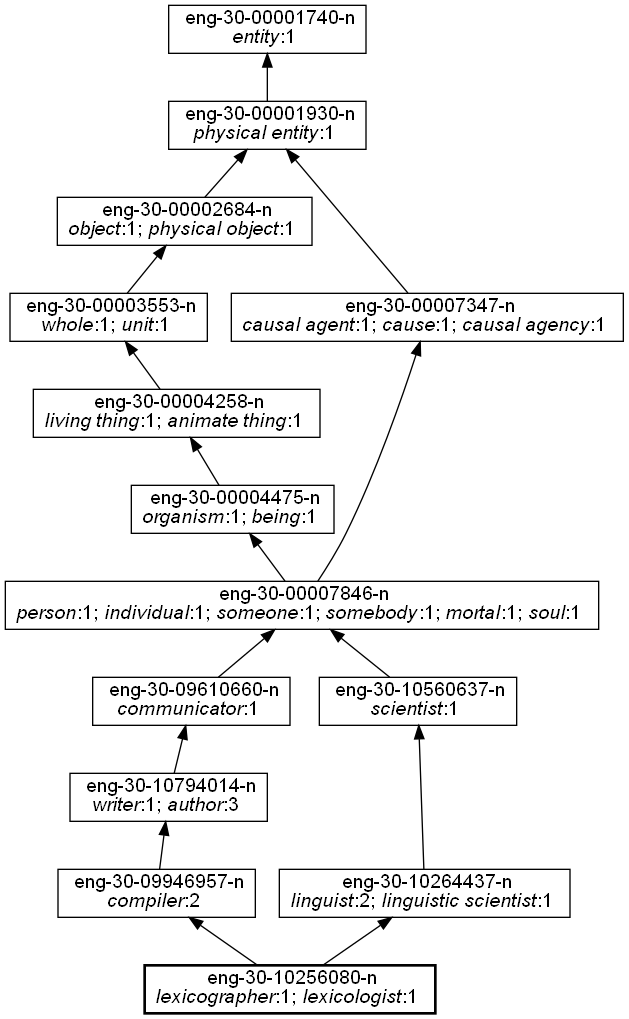 eng-30-00001740-n
entity:1
eng-30-00001930-n
physical entity:1
eng-30-00002684-n
object:1; physical object:1
eng-30-00003553-n
whole:1; unit:1
eng-30-00007347-n
causal agent:1; cause:1; causal agency:1
eng-30-00004258-n
living thing:1; animate thing:1
eng-30-00004475-n
organism:1; being:1
eng-30-00007846-n
person:1; individual:1; someone:1; somebody:1; mortal:1; soul:1
eng-30-09610660-n
communicator:1
eng-30-10560637-n
scientist:1
eng-30-10794014-n
writer:1; author:3
eng-30-09946957-n
compiler:2
eng-30-10264437-n
linguist:2; linguistic scientist:1
eng-30-10256080-n
lexicographer:1; lexicologist:1